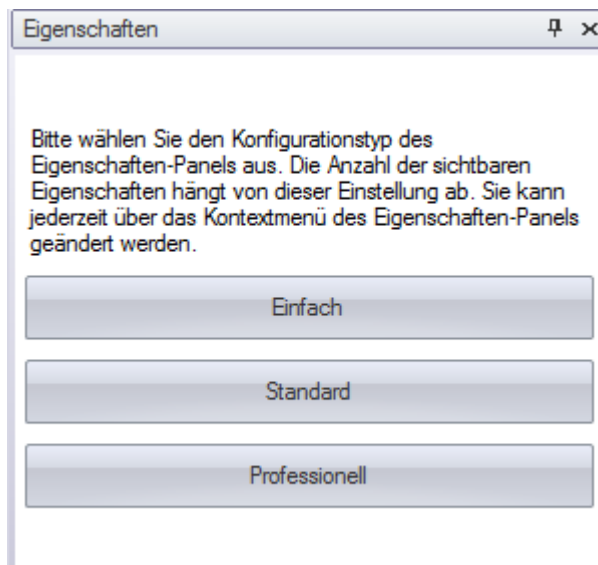 Eigenschaften
Bitte wählen Sie den Konfigurationstyp des
Eigenschaften-Panels aus. Die Anzahl der sichtbaren
Eigenschaften hängt von dieser Einstellung ab. Sie kann
jederzeit über das Kontextmenü des Eigenschaften-Panels
geändert werden.
Einfach
Standard
Professionell